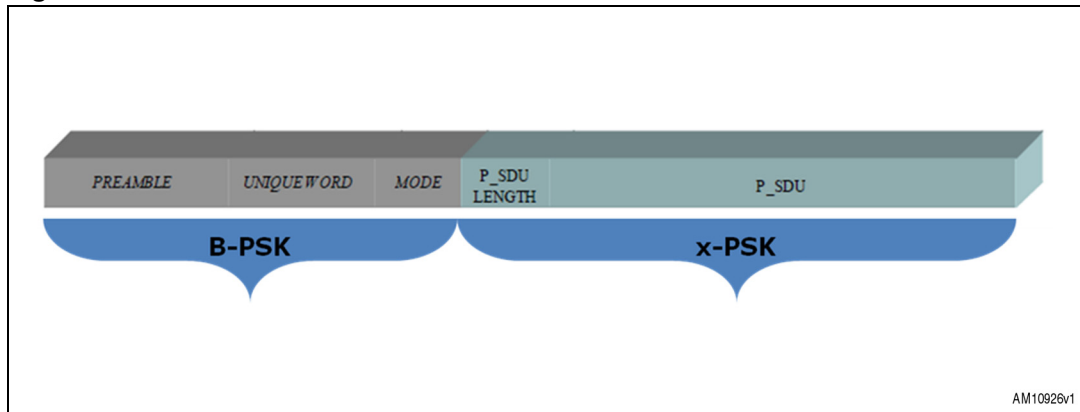 PREAMBLE
UNIQUEWORD
MODE
P_SDU
LENGTH
P_SDU
B-PSK
x-PSK
AM10926v1